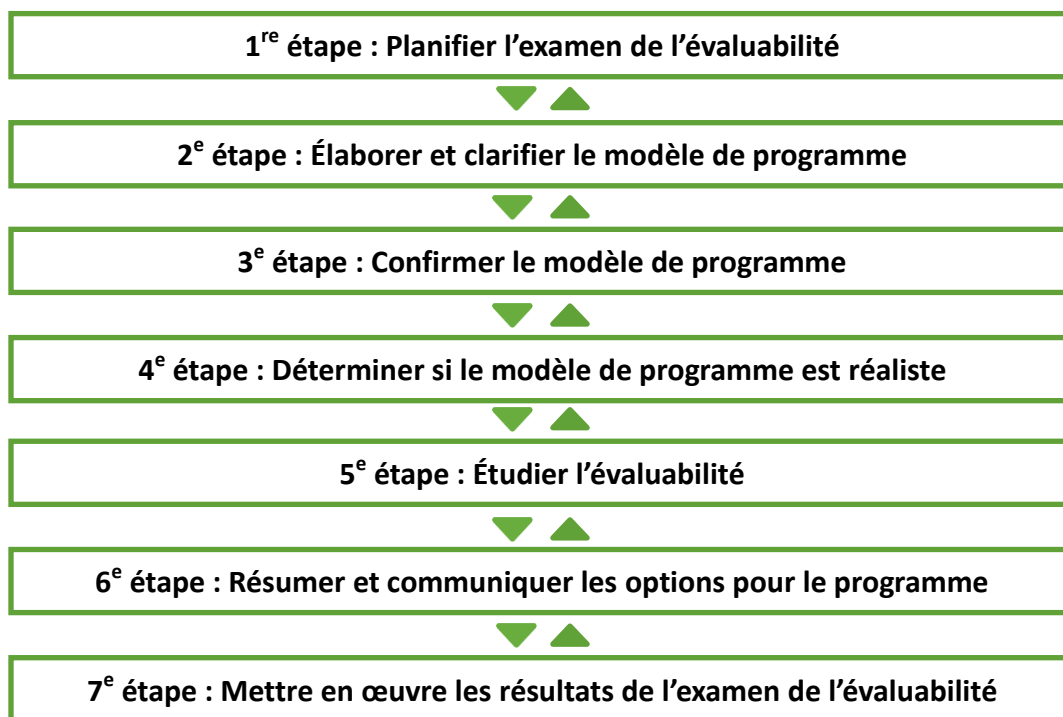 1re étape : Planifier l’examen de l’évaluabilité
2e étape : Élaborer et clarifier le modèle de programme
3e étape : Confirmer le modèle de programme
4e étape : Déterminer si le modèle de programme est réaliste
5e étape : Étudier l’évaluabilité
6e étape : Résumer et communiquer les options pour le programme
7e étape : Mettre en œuvre les résultats de l’examen de l’évaluabilité